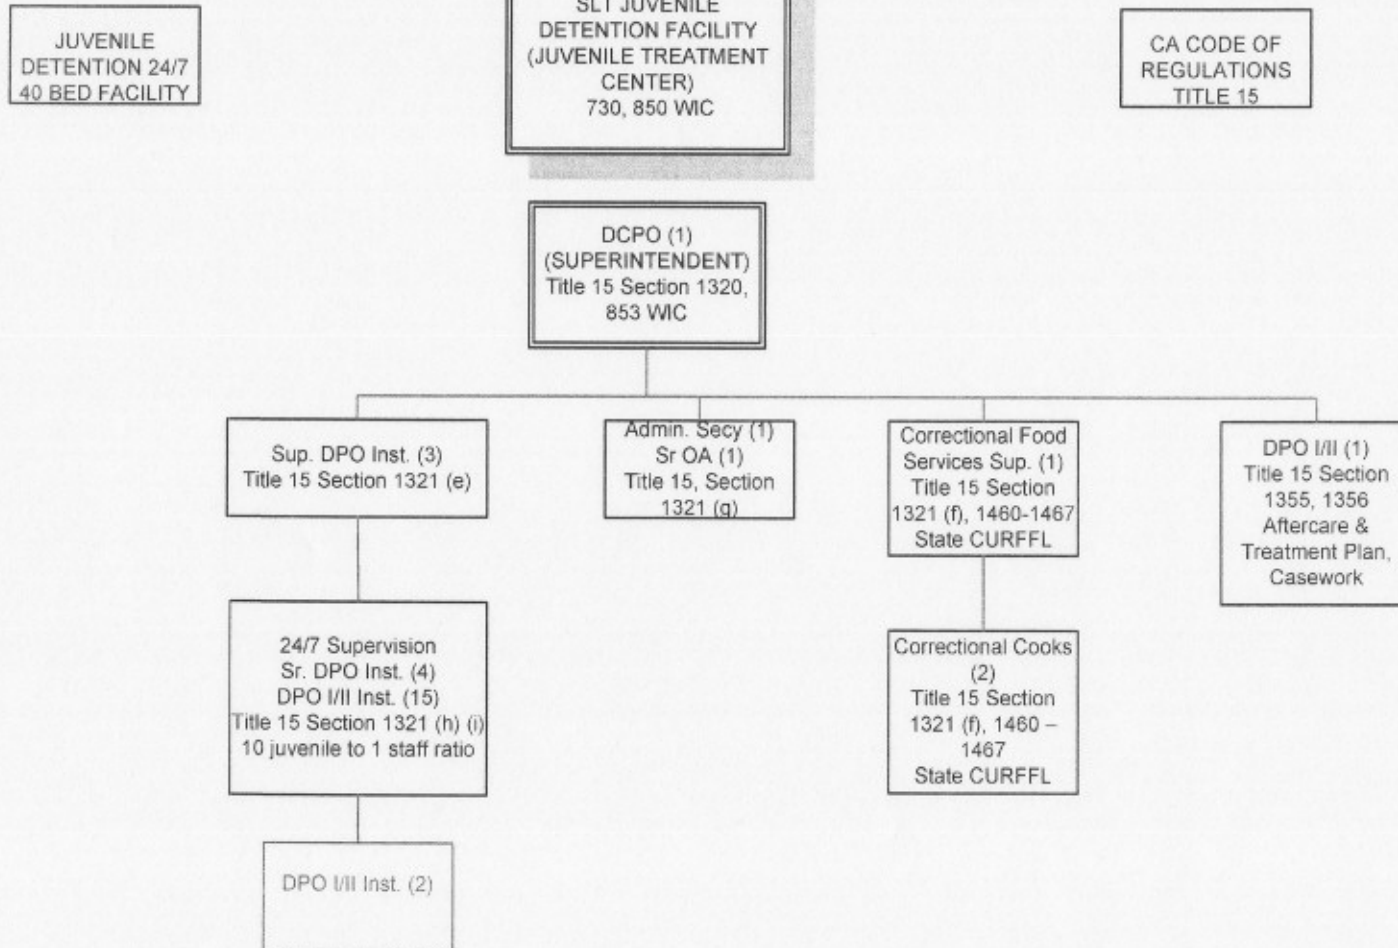 JUVENILE
DETENTION 24/7
40 BED FACILITY
SLT JUVENILE
DETENTION FACILITY
(JUVENILE TREATMENT
CENTER)
730, 850 WIC
CA CODE OF
REGULATIONS
TITLE 15
DCPO (1)
(SUPERINTENDENT)
Title 15 Section 1320,
853 WIC
Sup. DPO Inst. (3)
Title 15 Section 1321 (e)
Admin. Secy (1)
Sr OA (1)
Title 15, Section
1321 (g)
Correctional Food
Services Sup. (1)
Title 15 Section
1321 (f), 1460-1467
State CURFFL
DPO I/II (1)
Title 15 Section
1355, 1356
Aftercare &
Treatment Plan,
Casework
24/7 Supervision
Sr. DPO Inst. (4)
DPO I/II Inst. (15)
Title 15 Section 1321 (h) (i)
10 juvenile to 1 staff ratio
Correctional Cooks
(2)
Title 15 Section
1321 (f), 1460 –
1467
State CURFFL
DPO I/II Inst. (2)